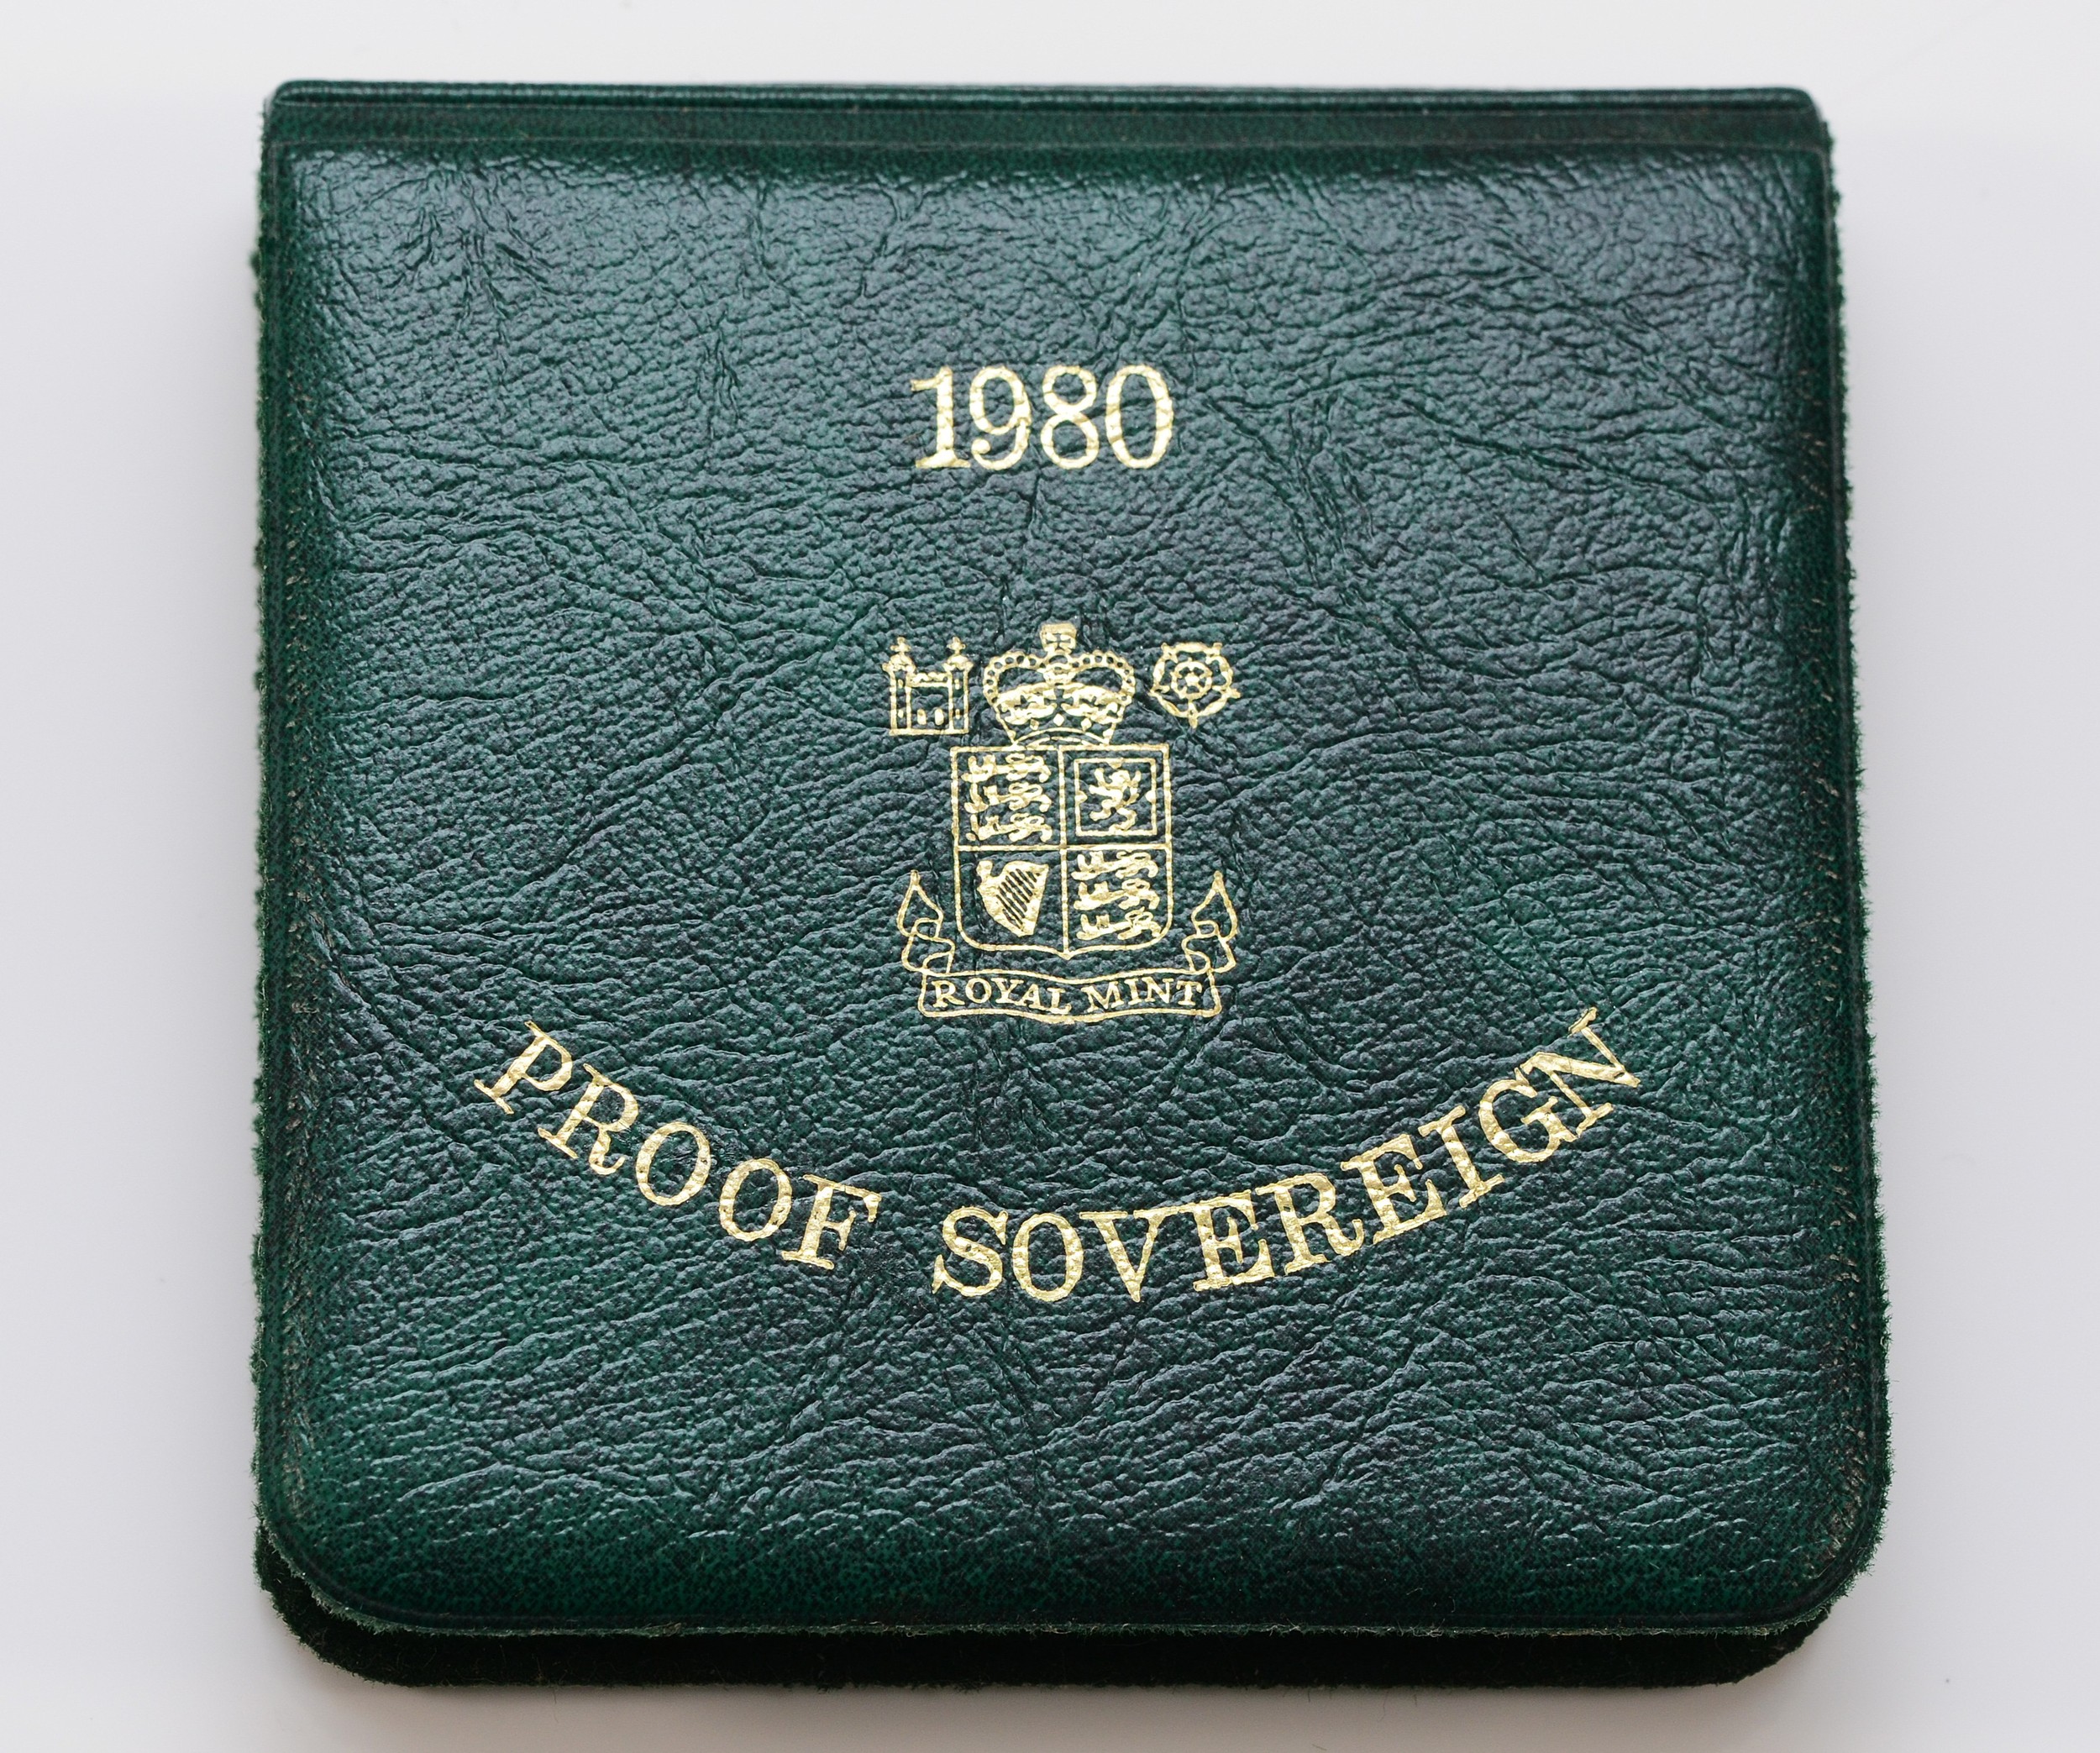 1980
ROYAL MINT
PROOF SOVEREIGN